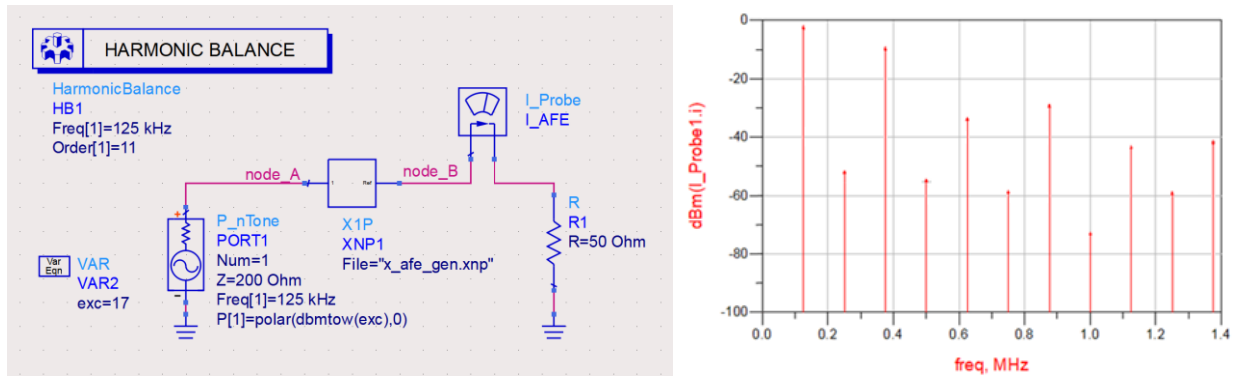 HARMONIC BALANCE
HarmonicBalance
HB1
Freq[1]=125 kHz
Order[1]=11
I_Probe
I_AFE
node_A
node_B
1
Ref
P_nTone
PORT1
Num=1
Z=200 Ohm
Freq[1]=125 kHz
P[1]=polar(dbmtow(exc),0)
X1P
XNP1
File="x_afe_gen.xnp"
R
R1
R=50 Ohm
Var
Eqn
VAR
VAR2
exc=17
dBm(I_Probe1.i)
0
-20
-40
-60
-80
-100
0.0 0.2 0.4 0.6 0.8 1.0 1.2 1.4
freq, MHz